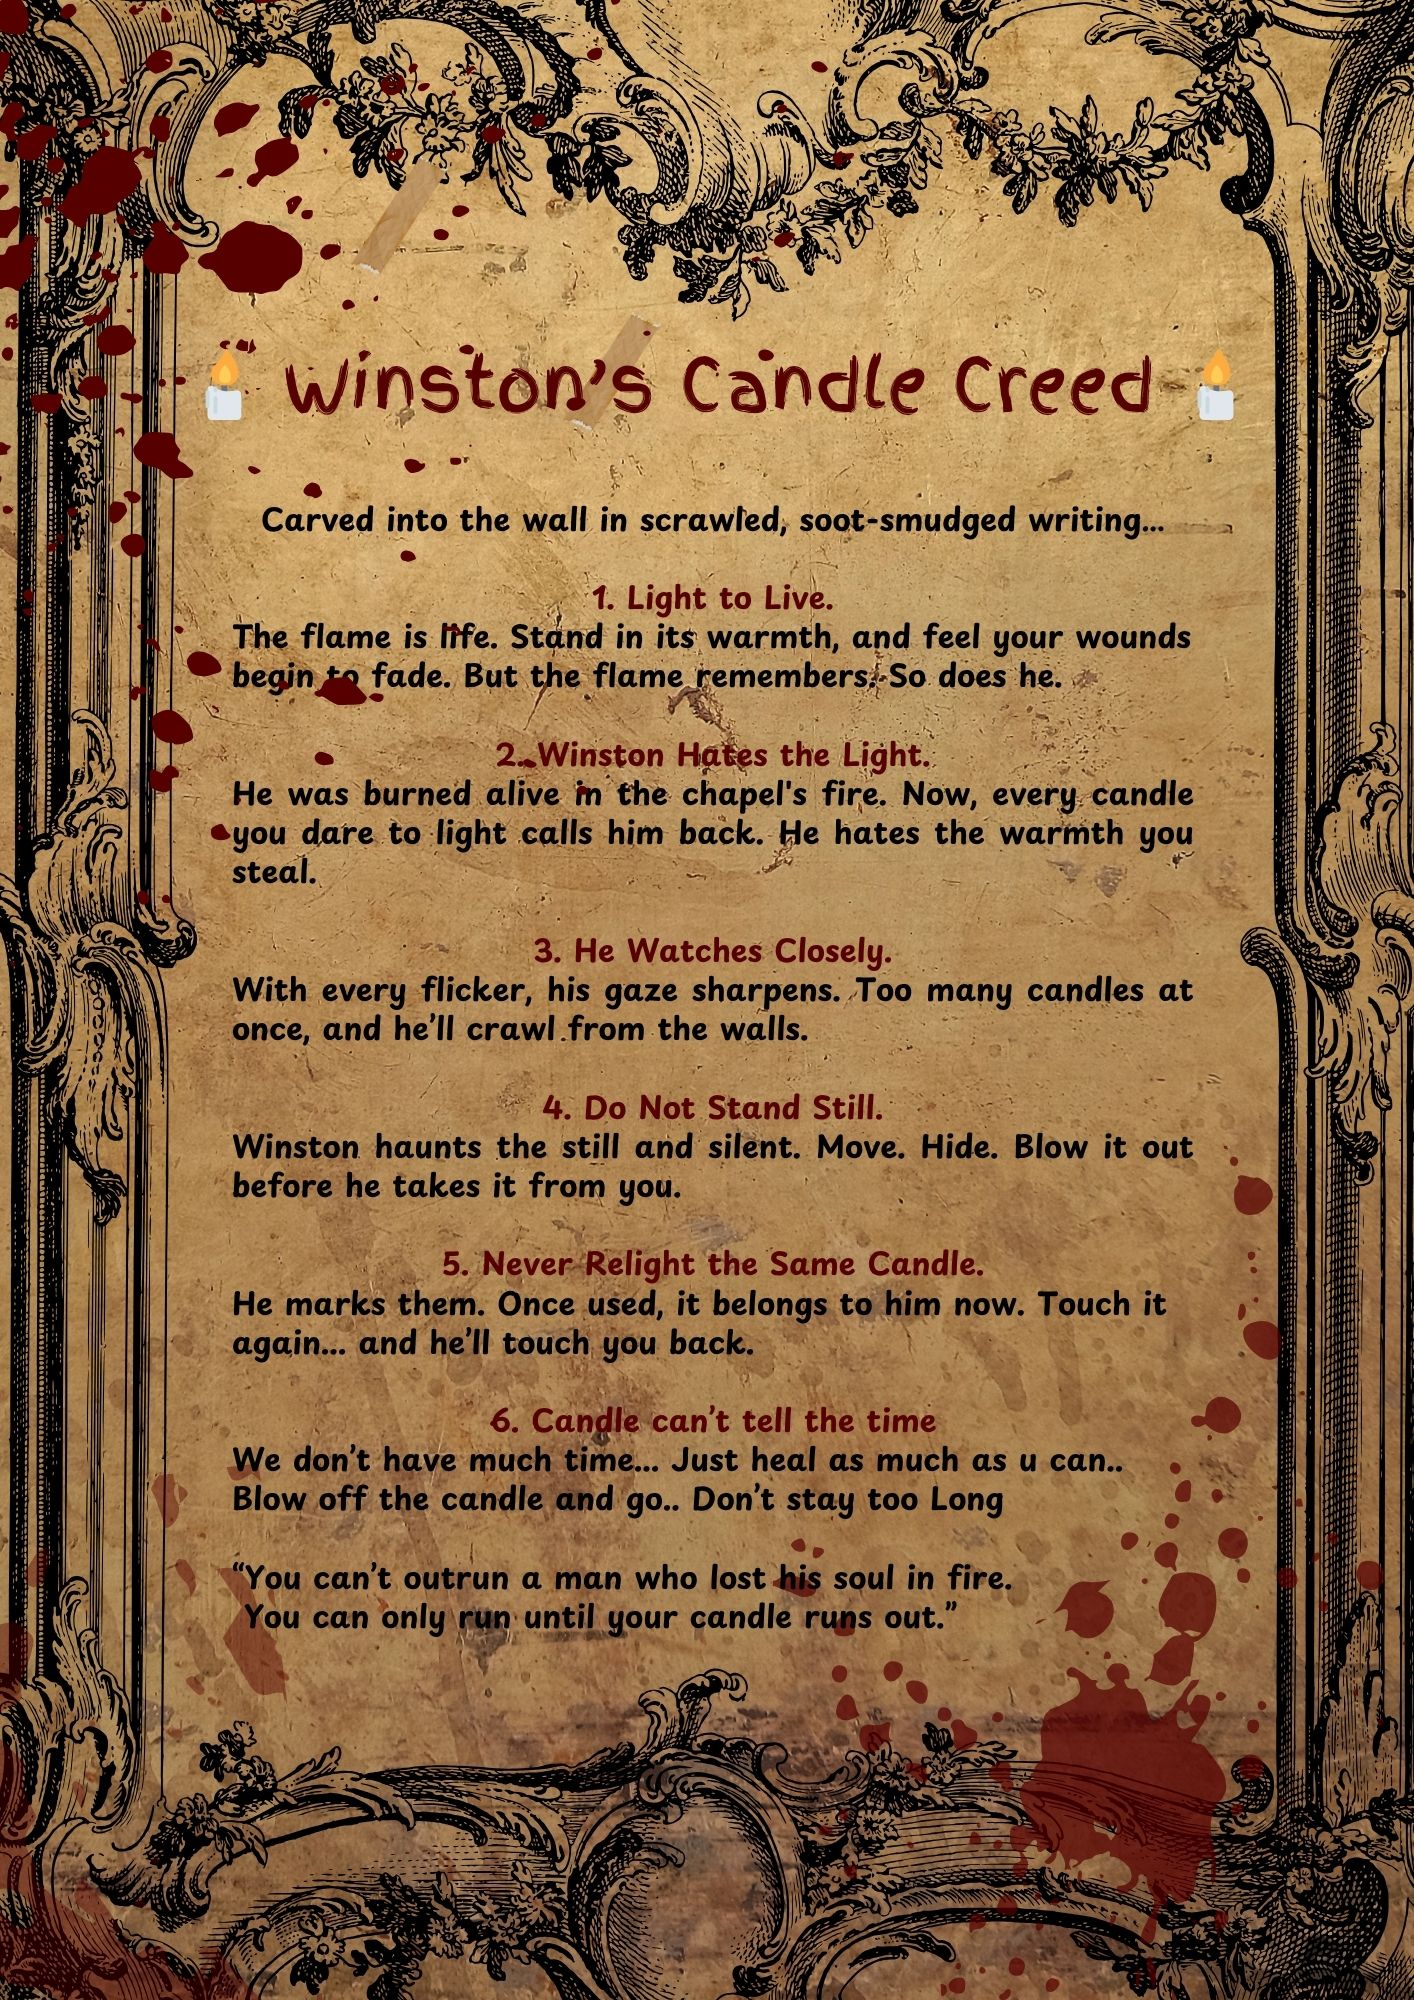 Winston’s Candle Creed
Carved into the wall in scrawled, soot-smudged writing...
1. Light to Live.
The flame is life. Stand in its warmth, and feel your wounds
begin to fade. But the flame remembers. So does he.
2. Winston Hates the Light.
He was burned alive in the chapel's fire. Now, every candle
you dare to light calls him back. He hates the warmth you
steal.
3. He Watches Closely.
With every flicker, his gaze sharpens. Too many candles at
once, and he’ll crawl from the walls.
4. Do Not Stand Still.
Winston haunts the still and silent. Move. Hide. Blow it out
before he takes it from you.
5. Never Relight the Same Candle.
He marks them. Once used, it belongs to him now. Touch it
again... and he’ll touch you back.
6. Candle can’t tell the time
We don’t have much time... Just heal as much as u can..
Blow off the candle and go.. Don’t stay too Long
“You can’t outrun a man who lost his soul in fire.
You can only run until your candle runs out.”